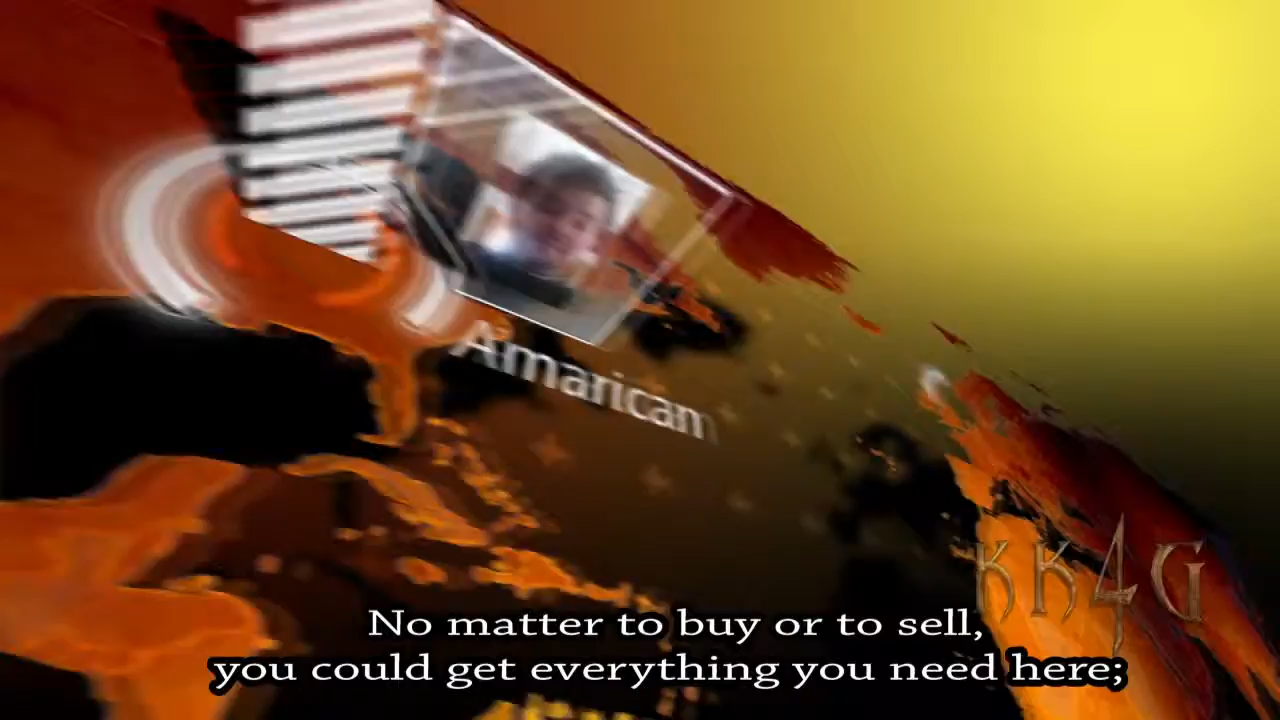 Amarican
KK4G
No matter to buy or to sell,
you could get everything you need here;